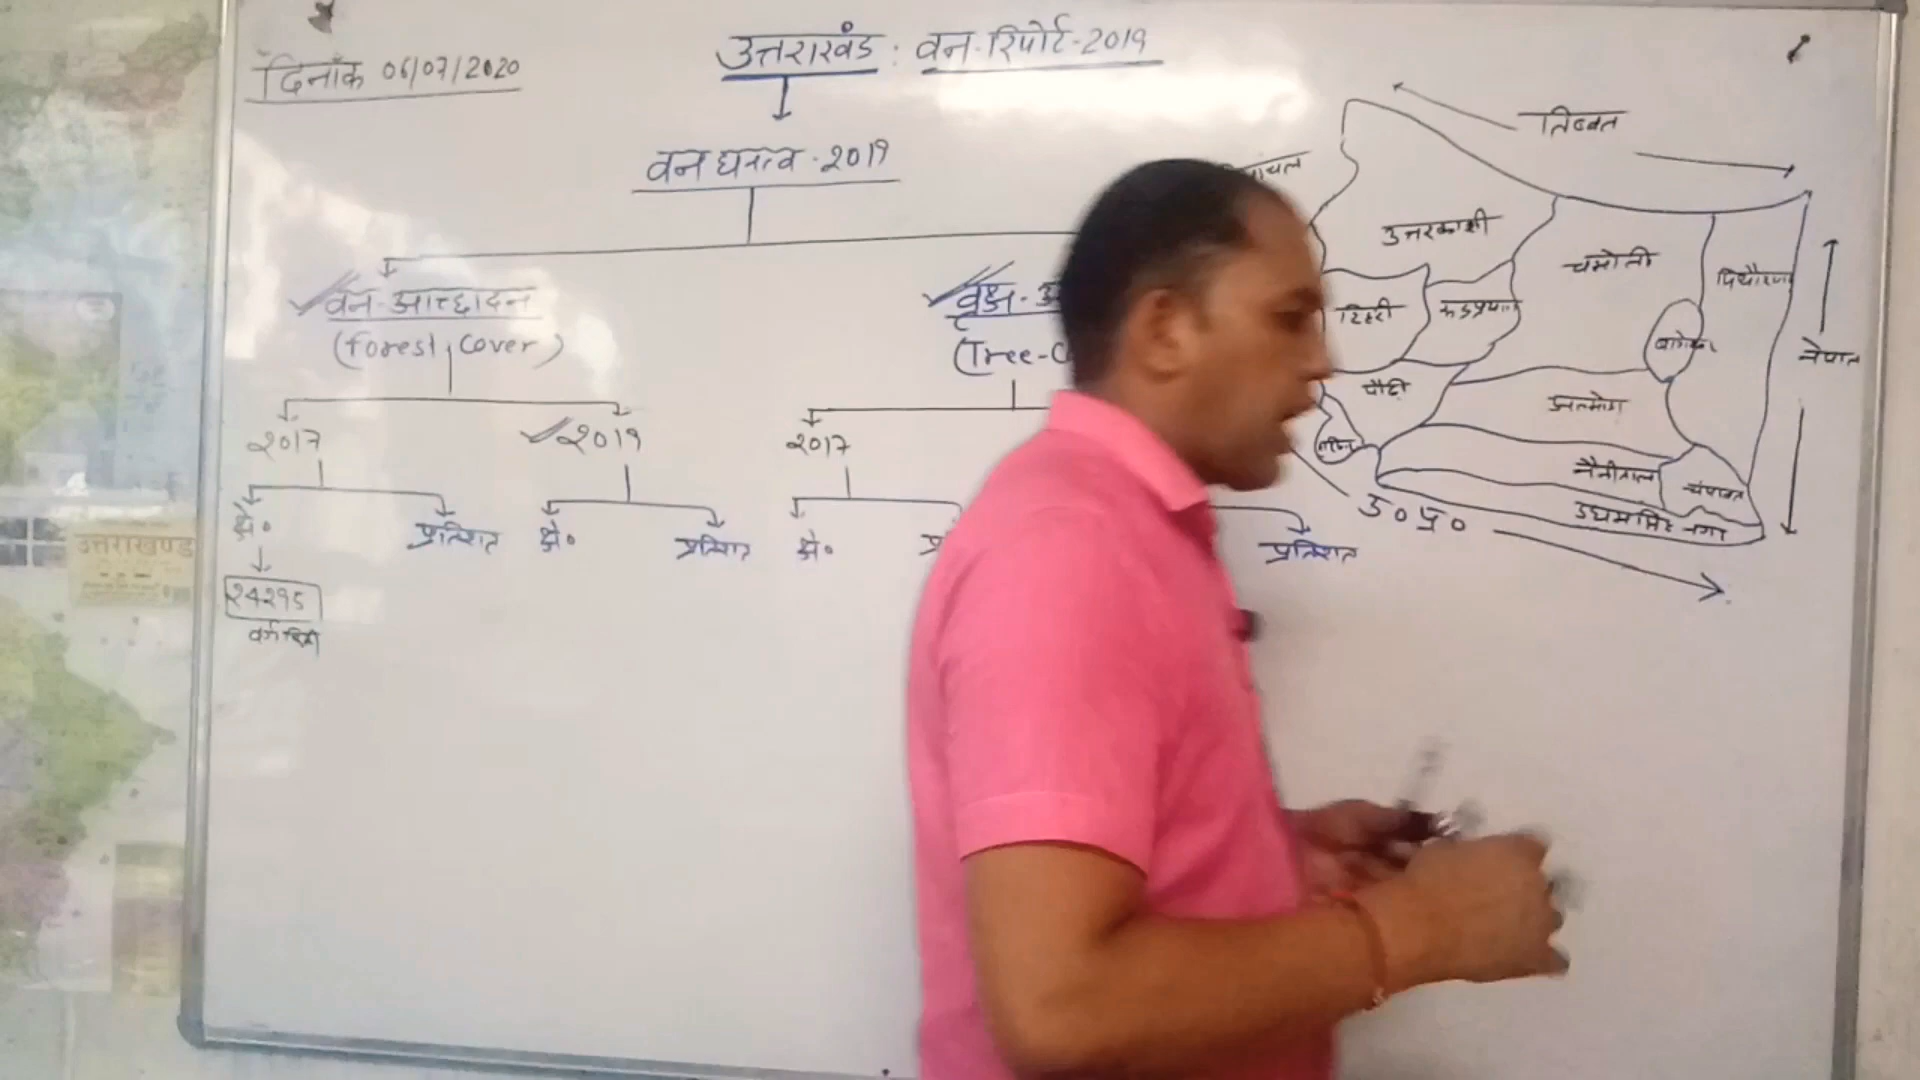 दिनाँक 06/07/2020
उत्तराखंड : वन-रिपोर्ट-2019
वन घनत्व - 2019
वन-आच्छादन
(forest, cover)
2017
2019
क्षे०
प्रतिशत
क्षे०
प्रतिशत
24295
वर्ग किमी
वृक्ष-
(Tree-C
2017
क्षे०
प्र
प्रतिशत
तिब्बत
उत्तरकाशी
चमोली
पिथौरागढ़
टिहरी
रूद्रप्रयाग
बागेश्वर
नेपाल
पौड़ी
अल्मोड़ा
नैनीताल
चंपावत
उधमसिंह नगर
उ० प्र०
उत्तराखण्ड